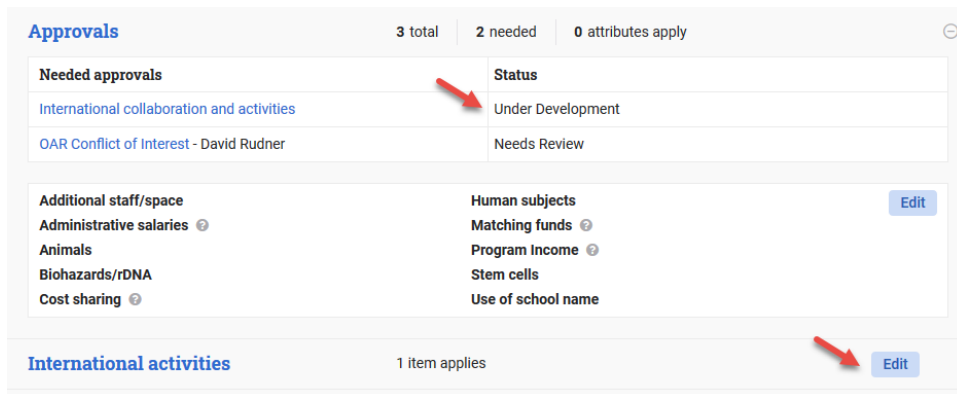 Approvals 3 total 2 needed 0 attributes apply
Needed approvals Status
International collaboration and activities Under Development
OAR Conflict of Interest - David Rudner Needs Review
Additional staff/space Human subjects Edit
Administrative salaries ? Matching funds ?
Animals Program Income ?
Biohazards/rDNA Stem cells
Cost sharing ? Use of school name
International activities 1 item applies Edit